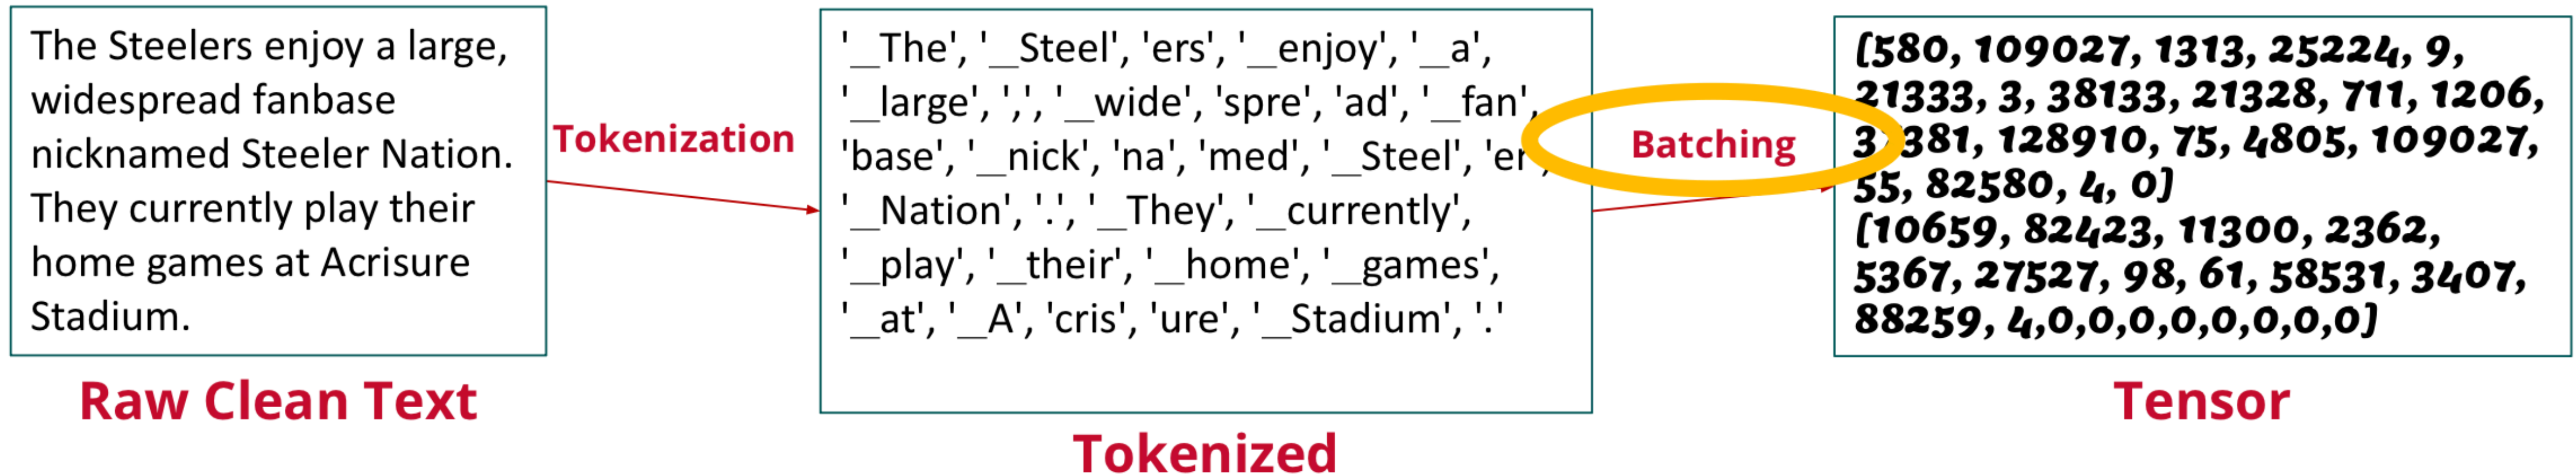 The Steelers enjoy a large,
widespread fanbase
nicknamed Steeler Nation.
They currently play their
home games at Acrisure
Stadium.
Raw Clean Text
Tokenization
'_The', '_Steel', 'ers', '_enjoy', '_a',
'_large', ',', '_wide', 'spre', 'ad', '_fan',
'base', '_nick', 'na', 'med', '_Steel', 'er',
'_Nation', '.', '_They', '_currently',
'_play', '_their', '_home', '_games',
'_at', '_A', 'cris', 'ure', '_Stadium', '.'
Tokenized
Batching
[580, 109027, 1313, 25224, 9,
21333, 3, 38133, 21328, 711, 1206,
37381, 128910, 75, 4805, 109027,
55, 82580, 4, 0]
[10659, 82423, 11300, 2362,
5367, 27527, 98, 61, 58531, 3407,
88259, 4,0,0,0,0,0,0,0,0]
Tensor